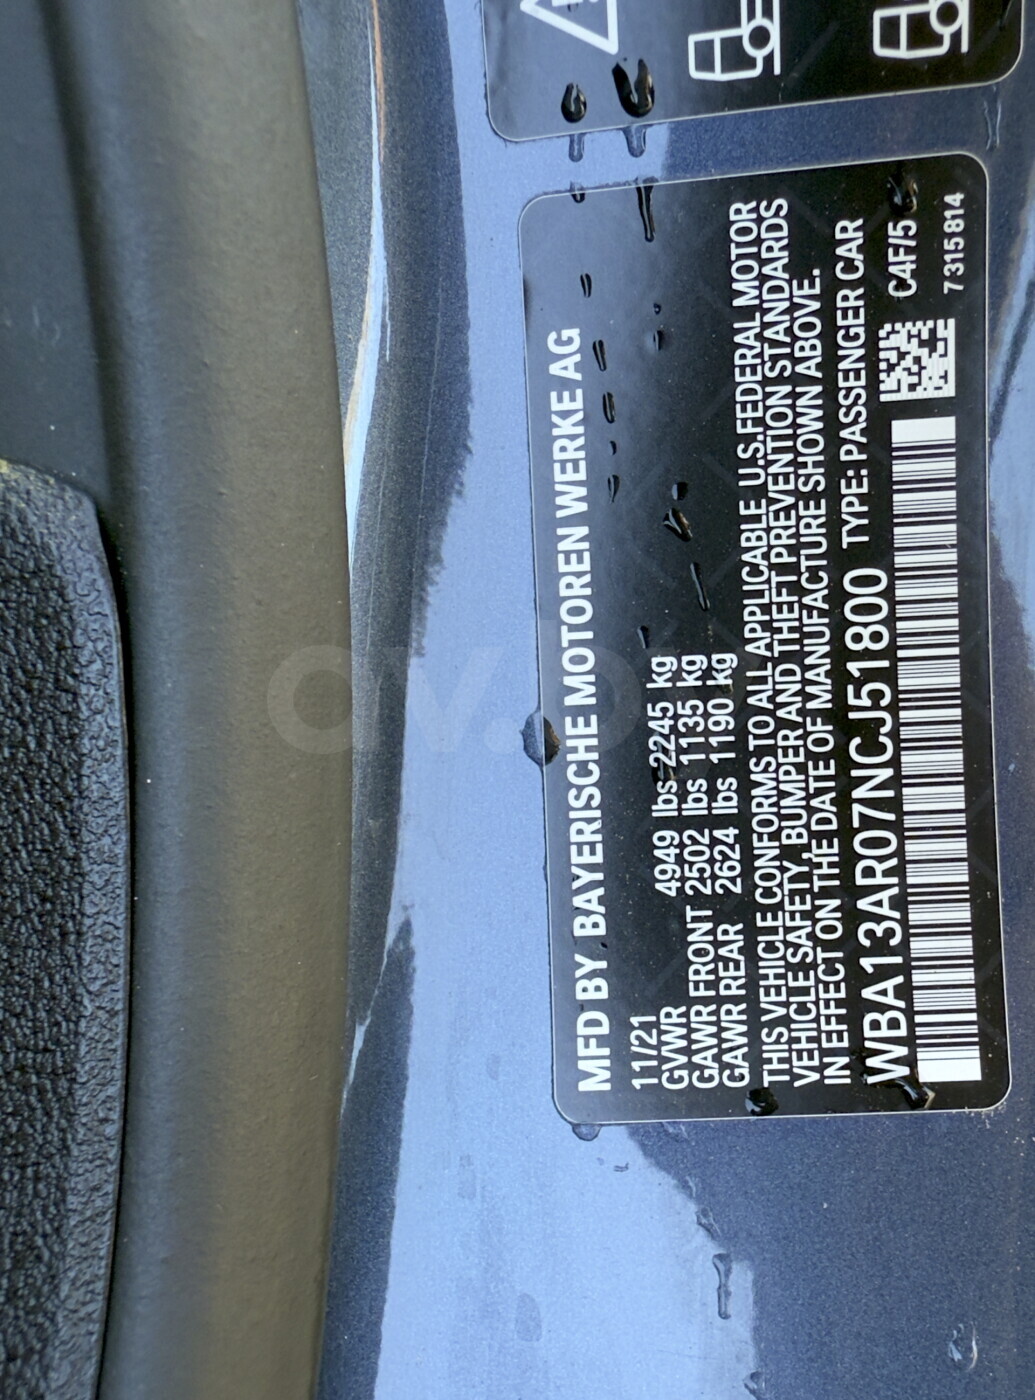 MFD BY BAYERISCHE MOTOREN WERKE AG
11/21
GVWR 4949 lbs 2245 kg
GAWR FRONT 2502 lbs 1135 kg
GAWR REAR 2624 lbs 1190 kg
THIS VEHICLE CONFORMS TO ALL APPLICABLE U.S.FEDERAL MOTOR
VEHICLE SAFETY, BUMPER AND THEFT PREVENTION STANDARDS
IN EFFECT ON THE DATE OF MANUFACTURE SHOWN ABOVE.
WBA13AR07NCJ51800 TYPE: PASSENGER CAR
C4F/5
7315814
av.by